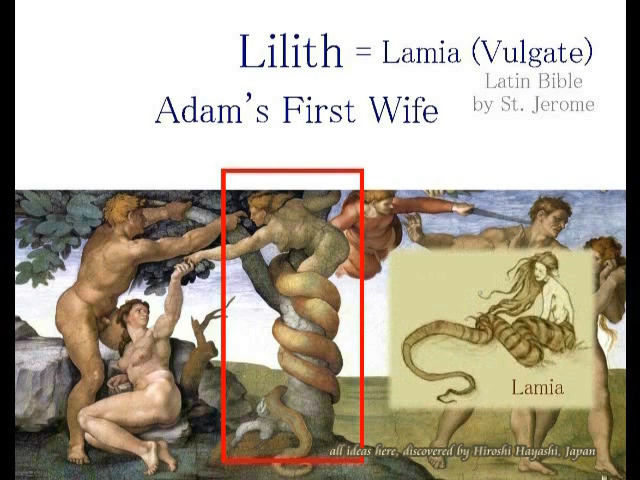 Lilith = Lamia (Vulgate)
Latin Bible
by St. Jerome
Adam's First Wife
Lamia
all ideas here, discovered by Hiroshi Hayashi, Japan